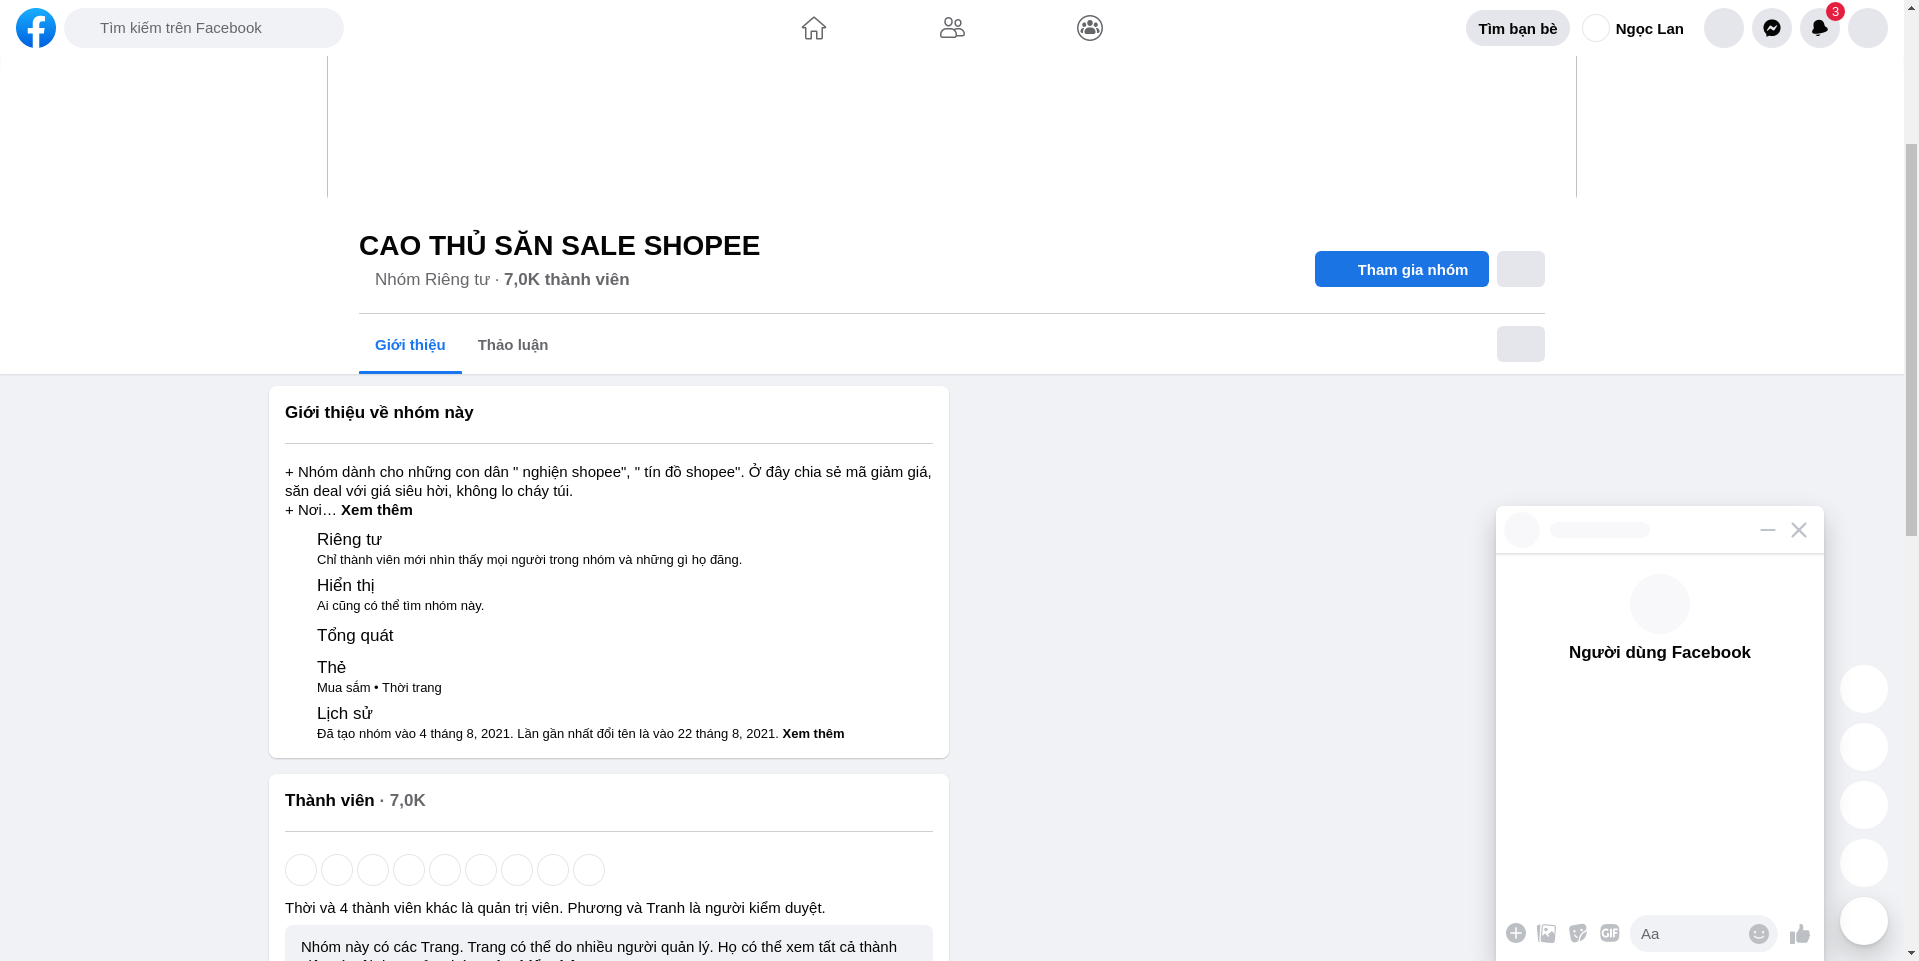 Tìm kiếm trên Facebook
Tìm bạn bè
Ngọc Lan
3
CAO THỦ SĂN SALE SHOPEE
Nhóm Riêng tư · 7,0K thành viên
Tham gia nhóm
Giới thiệu
Thảo luận
Giới thiệu về nhóm này
+ Nhóm dành cho những con dân " nghiện shopee", " tín đồ shopee". Ở đây chia sẻ mã giảm giá,
săn deal với giá siêu hời, không lo cháy túi.
+ Nơi… Xem thêm
Riêng tư
Chỉ thành viên mới nhìn thấy mọi người trong nhóm và những gì họ đăng.
Hiển thị
Ai cũng có thể tìm nhóm này.
Tổng quát
Thẻ
Mua sắm • Thời trang
Lịch sử
Đã tạo nhóm vào 4 tháng 8, 2021. Lần gần nhất đổi tên là vào 22 tháng 8, 2021. Xem thêm
Thành viên · 7,0K
Thời và 4 thành viên khác là quản trị viên. Phương và Tranh là người kiểm duyệt.
Nhóm này có các Trang. Trang có thể do nhiều người quản lý. Họ có thể xem tất cả thành
Người dùng Facebook
GIF
Aa